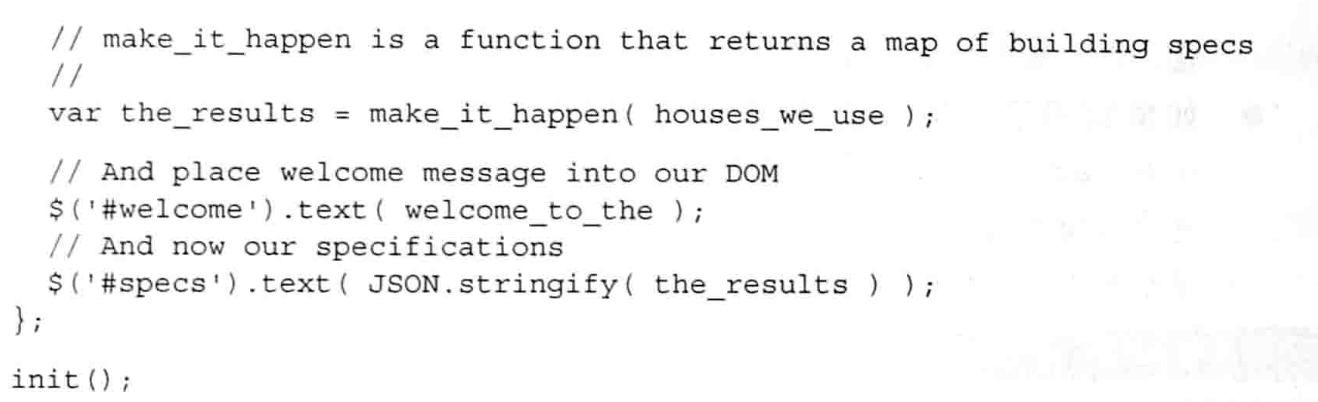 // make_it_happen is a function that returns a map of building specs
//
var the_results = make_it_happen( houses_we_use );
// And place welcome message into our DOM
$('#welcome').text( welcome_to_the );
// And now our specifications
$('#specs').text( JSON.stringify( the_results ) );
};
init();